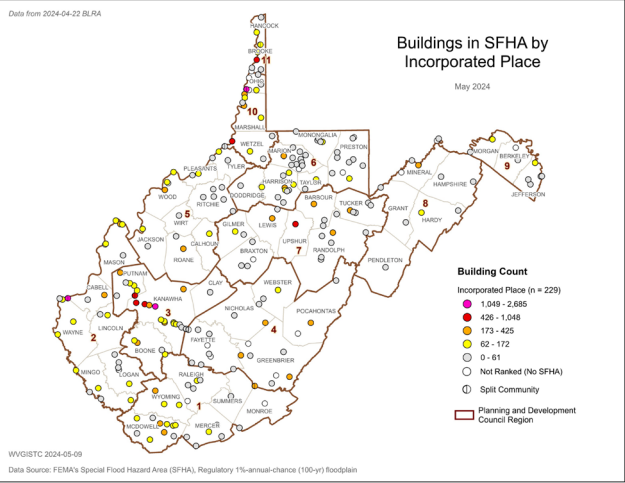 Data from 2024-04-22 BLRA
Buildings in SFHA by
Incorporated Place
May 2024
HANCOCK
BROOKE
11
OHIO
10
MARSHALL
WETZEL
MONONGALIA
MARION
PRESTON
6
MORGAN
BERKELEY
9
JEFFERSON
MINERAL
HAMPSHIRE
PLEASANTS
TYLER
HARRISON
TAYLOR
WOOD
DODDRIDGE
RITCHIE
BARBOUR
TUCKER
GRANT
8
HARDY
5
WIRT
GILMER
LEWIS
UPSHUR
7
RANDOLPH
JACKSON
CALHOUN
ROANE
BRAXTON
PENDLETON
MASON
PUTNAM
CABELL
KANAWHA
3
CLAY
WEBSTER
NICHOLAS
POCAHONTAS
4
WAYNE
LINCOLN
2
BOONE
FAYETTE
GREENBRIER
MINGO
LOGAN
RALEIGH
WYOMING
1
SUMMERS
MONROE
MCDOWELL
MERCER
Building Count
Incorporated Place (n = 229)
1,049 - 2,685
426 - 1,048
173 - 425
62 - 172
0 - 61
Not Ranked (No SFHA)
Split Community
Planning and Development
Council Region
WVGISTC 2024-05-09
Data Source: FEMA's Special Flood Hazard Area (SFHA), Regulatory 1%-annual-chance (100-yr) floodplain